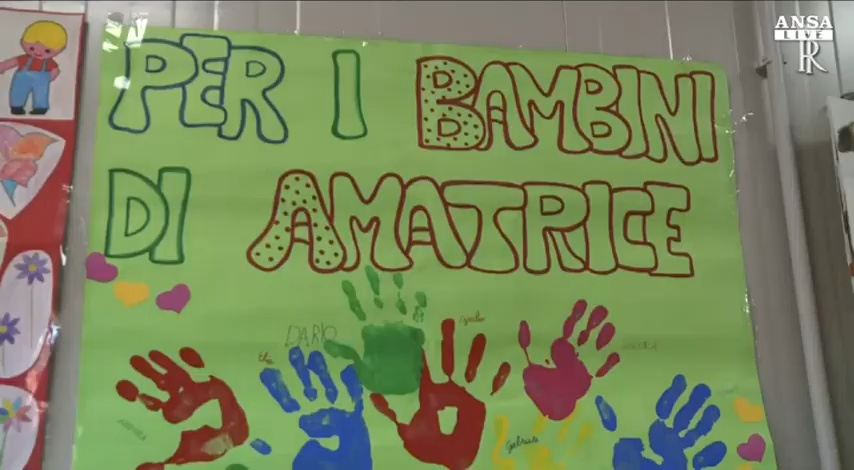 ANSA
LIVE
PER I BAMBINI
DI AMATRICE
DARIO